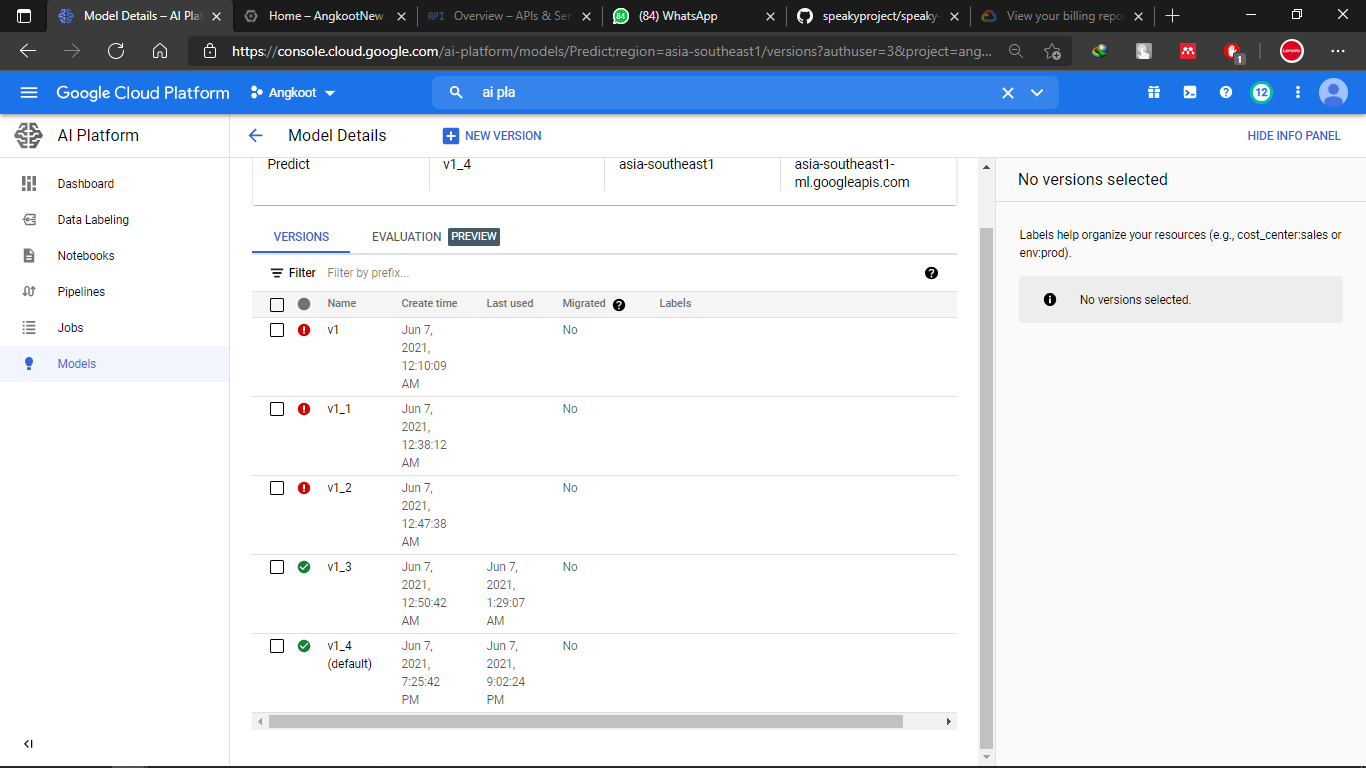 Model Details – AI Pla
Home – AngkootNew -
API Overview – APIs & Ser
84 (84) WhatsApp
speakyproject/speaky-
View your billing repo
https://console.cloud.google.com/ai-platform/models/Predict;region=asia-southeast1/versions?authuser=3&project=ang...
Lenovo
1
Google Cloud Platform
Angkoot
ai pla
12
AI Platform
Model Details
NEW VERSION
HIDE INFO PANEL
Dashboard
Data Labeling
Notebooks
Pipelines
Jobs
Models
Predict v1_4 asia-southeast1 asia-southeast1-
ml.googleapis.com
VERSIONS EVALUATION PREVIEW
Filter Filter by prefix...
Name Create time Last used Migrated Labels
v1 Jun 7, No
2021,
12:10:09
AM
v1_1 Jun 7, No
2021,
12:38:12
AM
v1_2 Jun 7, No
2021,
12:47:38
AM
v1_3 Jun 7, Jun 7, No
2021, 2021,
12:50:42 1:29:07
AM AM
v1_4 Jun 7, Jun 7, No
(default) 2021, 2021,
7:25:42 9:02:24
PM PM
No versions selected
Labels help organize your resources (e.g., cost_center:sales or
env:prod).
No versions selected.